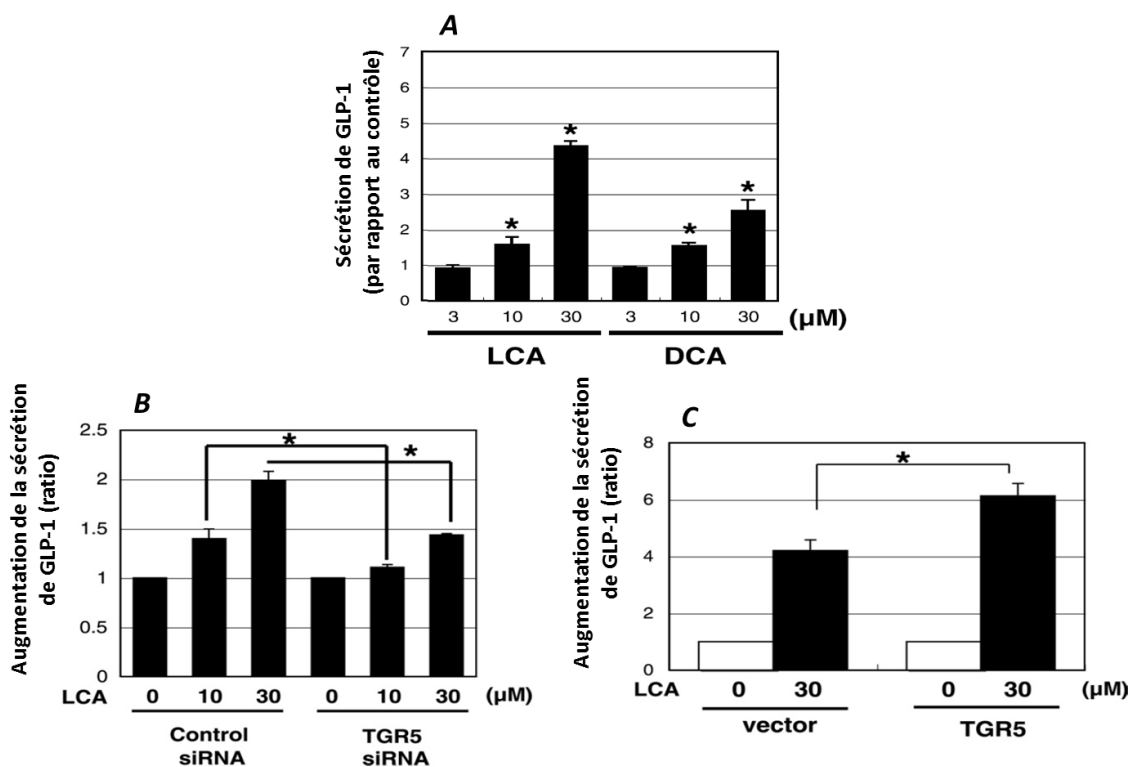 A
Sécrétion de GLP-1
(par rapport au contrôle)
7
6
5
4
3
2
1
0
* * * *
3 10 30 3 10 30 (µM)
LCA DCA
B
Augmentation de la sécrétion
de GLP-1 (ratio)
2.5
2
1.5
1
0.5
0
* *
LCA 0 10 30 0 10 30 (µM)
Control
siRNA
TGR5
siRNA
C
Augmentation de la sécrétion
de GLP-1 (ratio)
8
6
4
2
0
*
LCA 0 30 0 30 (µM)
vector TGR5